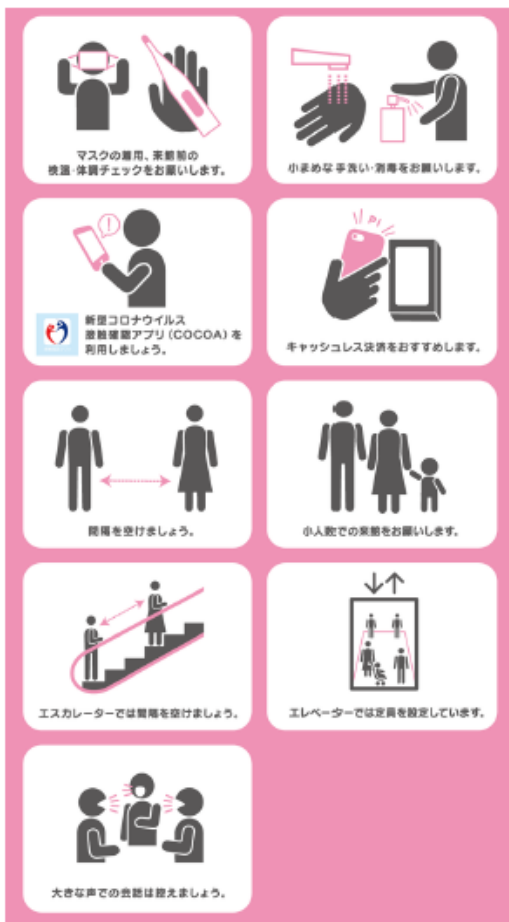 マスクの着用、来館前の
検温・体調チェックをお願いします。
小まめな手洗い・消毒をお願いします。
新型コロナウイルス
接触確認アプリ（COCOA）を
利用しましょう。
PI
キャッシュレス決済をおすすめします。
間隔を空けましょう。
小人数での来館をお願いします。
エスカレーターでは間隔を空けましょう。
エレベーターでは定員を設定しています。
大きな声での会話は控えましょう。